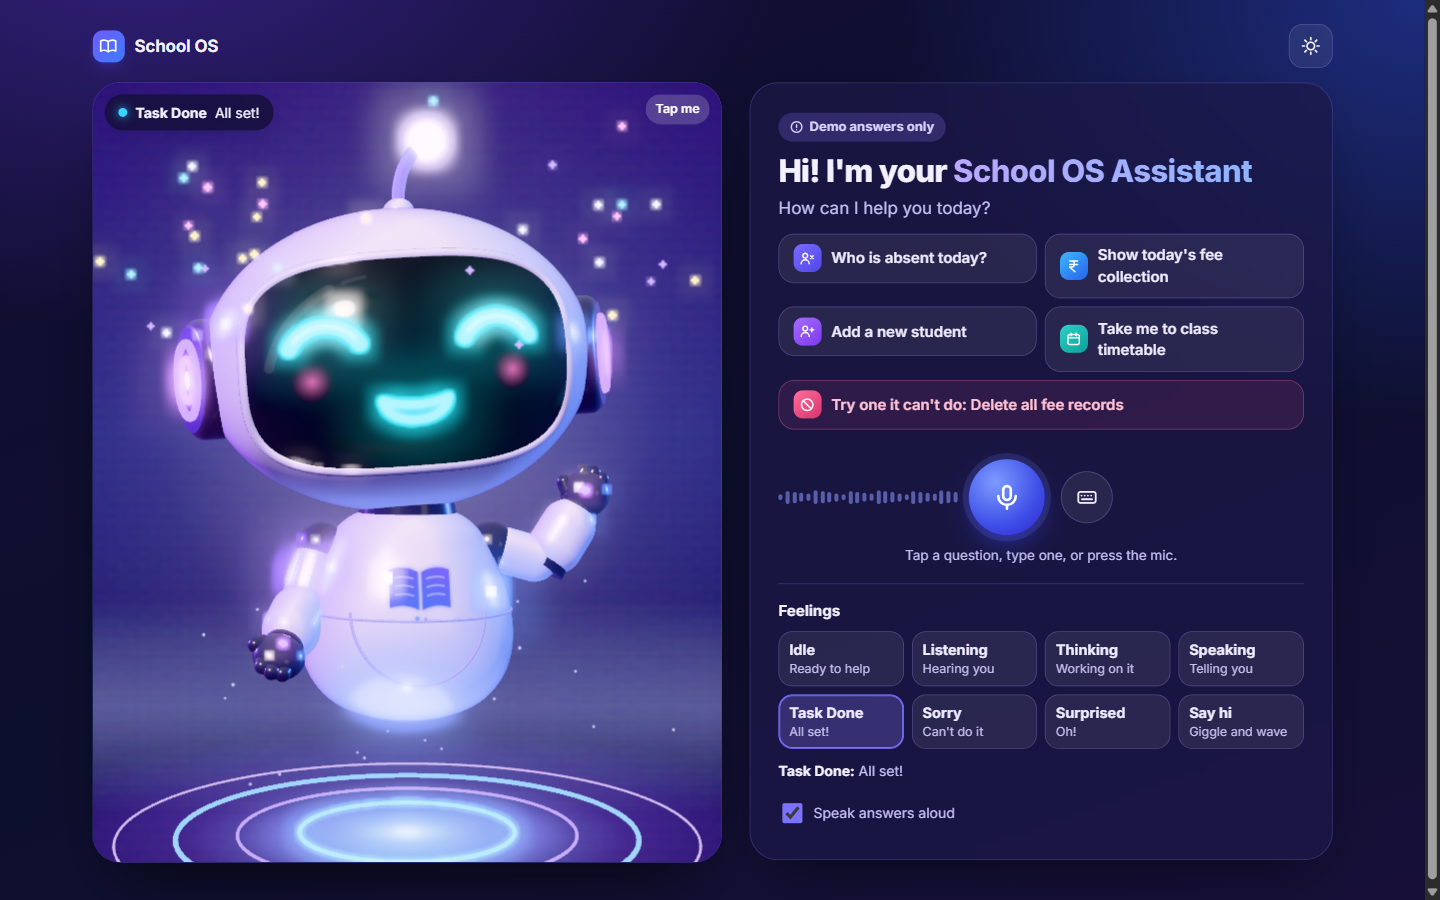 School OS
Task Done All set!
Tap me
Demo answers only
Hi! I'm your School OS Assistant
How can I help you today?
Who is absent today?
Show today's fee
collection
Add a new student
Take me to class
timetable
Try one it can't do: Delete all fee records
Tap a question, type one, or press the mic.
Feelings
Idle
Ready to help
Listening
Hearing you
Thinking
Working on it
Speaking
Telling you
Task Done
All set!
Sorry
Can't do it
Surprised
Oh!
Say hi
Giggle and wave
Task Done: All set!
Speak answers aloud